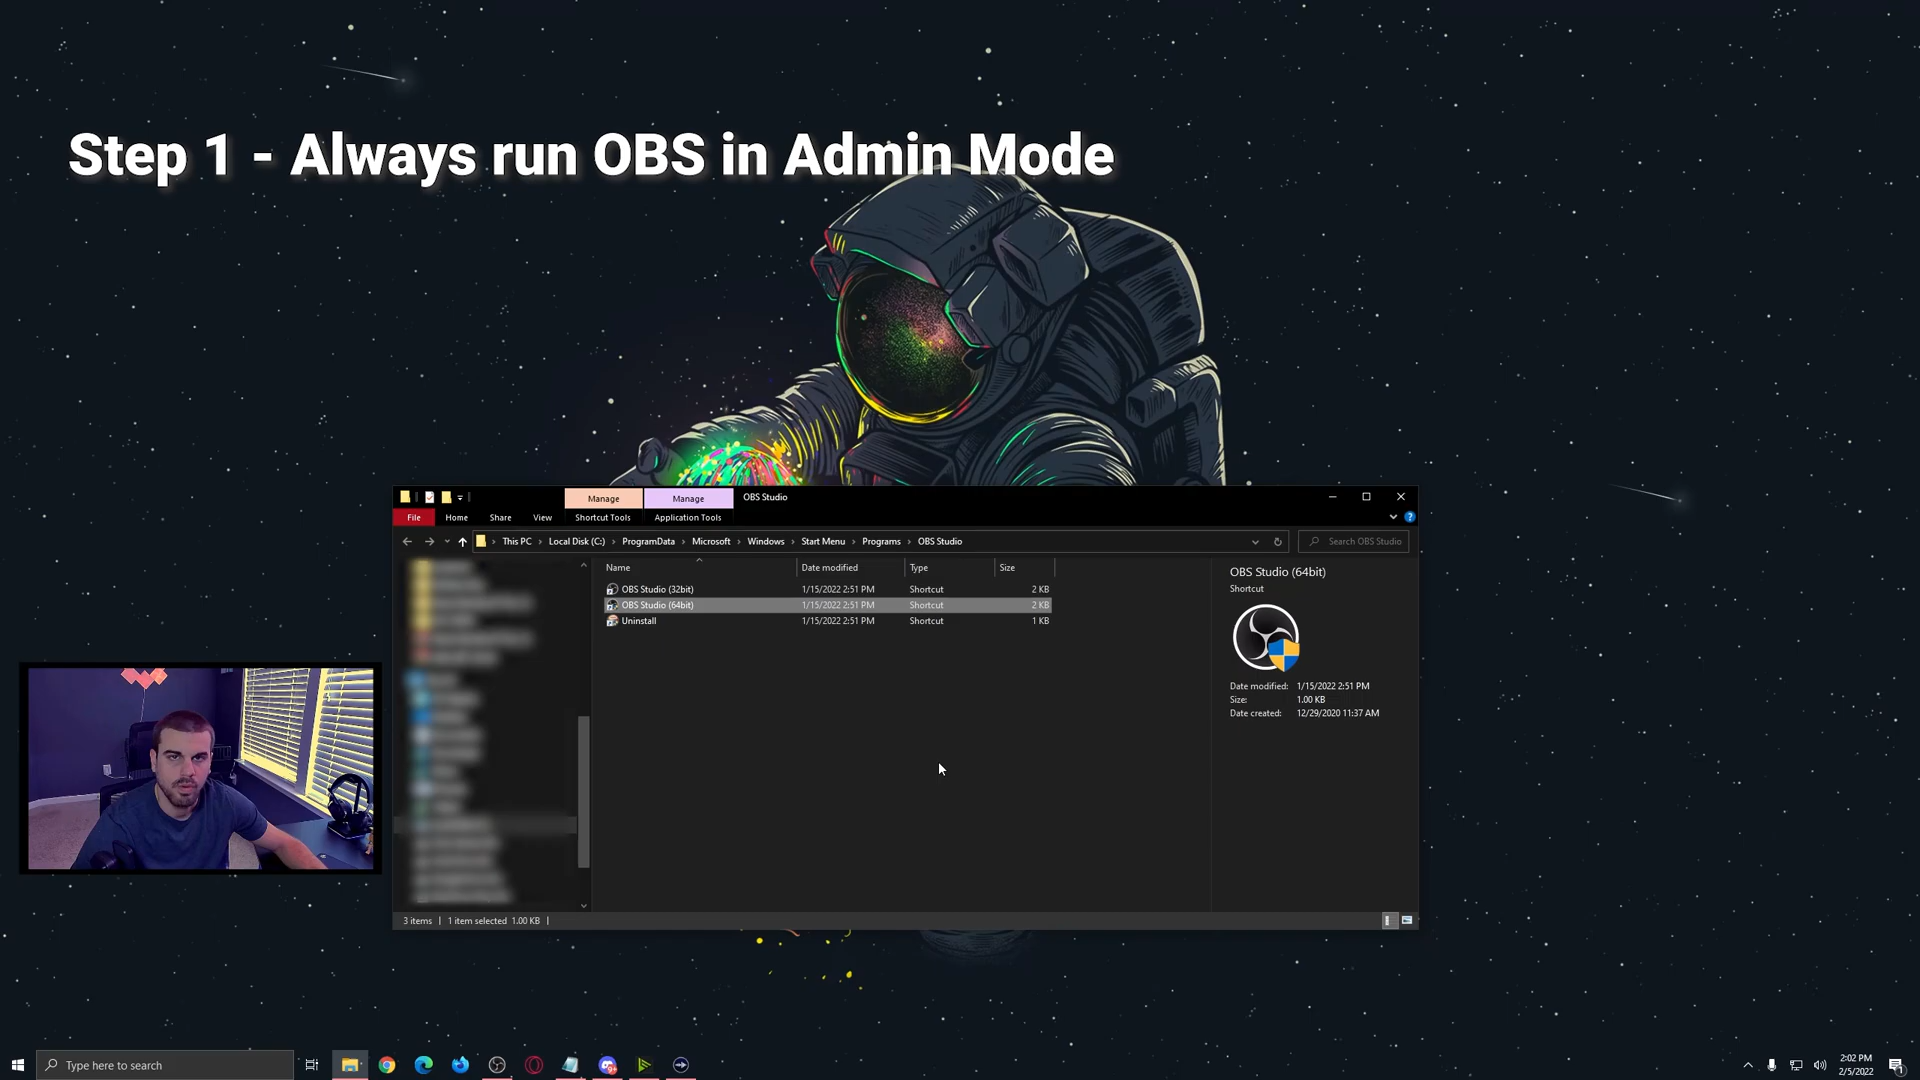 Step 1 - Always run OBS in Admin Mode
Manage
Manage
OBS Studio
File
Home
Share
View
Shortcut Tools
Application Tools
This PC > Local Disk (C:) > ProgramData > Microsoft > Windows > Start Menu > Programs > OBS Studio
Search OBS Studio
Name
Date modified
Type
Size
OBS Studio (32bit) 1/15/2022 2:51 PM Shortcut 2 KB
OBS Studio (64bit) 1/15/2022 2:51 PM Shortcut 2 KB
Uninstall 1/15/2022 2:51 PM Shortcut 1 KB
OBS Studio (64bit)
Shortcut
Date modified: 1/15/2022 2:51 PM
Size: 1.00 KB
Date created: 12/29/2020 11:37 AM
3 items
1 item selected 1.00 KB
Type here to search
9+
2:02 PM
2/5/2022
1